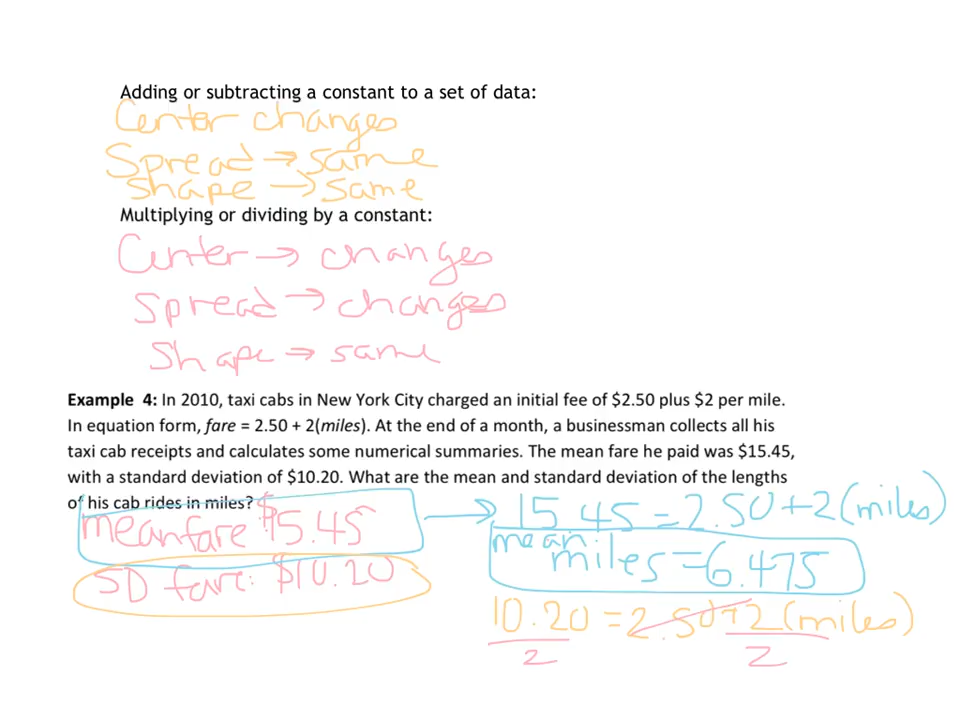 Adding or subtracting a constant to a set of data:
Center changes
Spread → same
Shape → same
Multiplying or dividing by a constant:
Center → changes
Spread → changes
Shape → same
Example 4: In 2010, taxi cabs in New York City charged an initial fee of $2.50 plus $2 per mile.
In equation form, fare = 2.50 + 2(miles). At the end of a month, a businessman collects all his
taxi cab receipts and calculates some numerical summaries. The mean fare he paid was $15.45,
with a standard deviation of $10.20. What are the mean and standard deviation of the lengths
of his cab rides in miles?
mean fare $15.45
SD fare: $10.20
15.45 = 2.50 + 2(miles)
mean
miles = 6.475
10.20 = 2.50 + 2(miles)
2 2